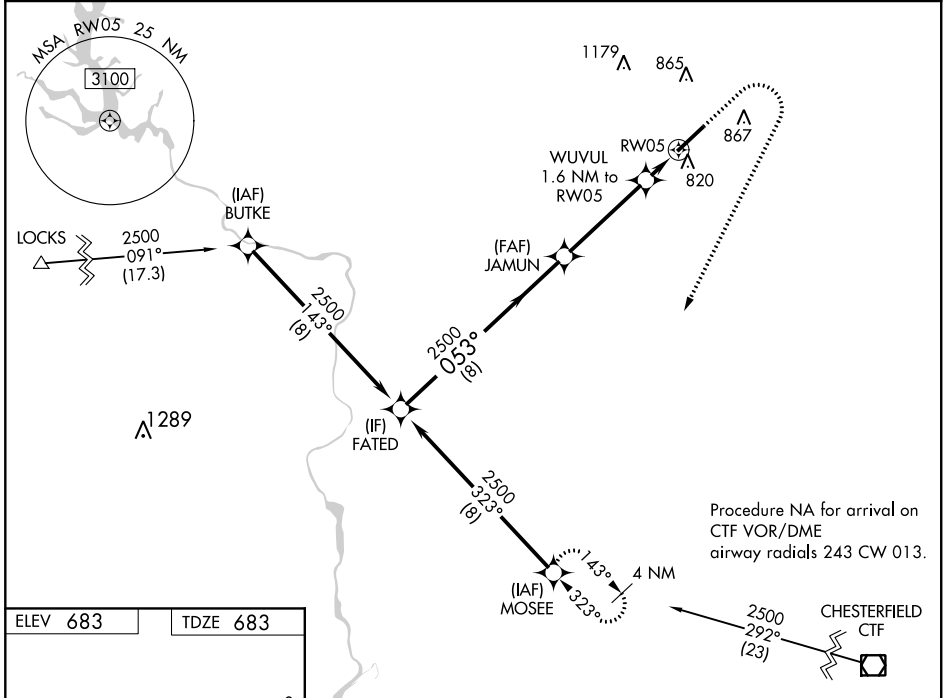 MSA RW05 25 NM
3100
1179
865
867
RW05
820
WUVUL
1.6 NM to
RW05
(IAF)
BUTKE
LOCKS
2500
091°
(17.3)
(FAF)
JAMUN
2500
143°
(8)
2500
053°
(8)
1289
(IF)
FATED
2500
323°
(8)
Procedure NA for arrival on
CTF VOR/DME
airway radials 243 CW 013.
143°
4 NM
323°
(IAF)
MOSEE
2500
292°
(23)
CHESTERFIELD
CTF
ELEV 683
TDZE 683